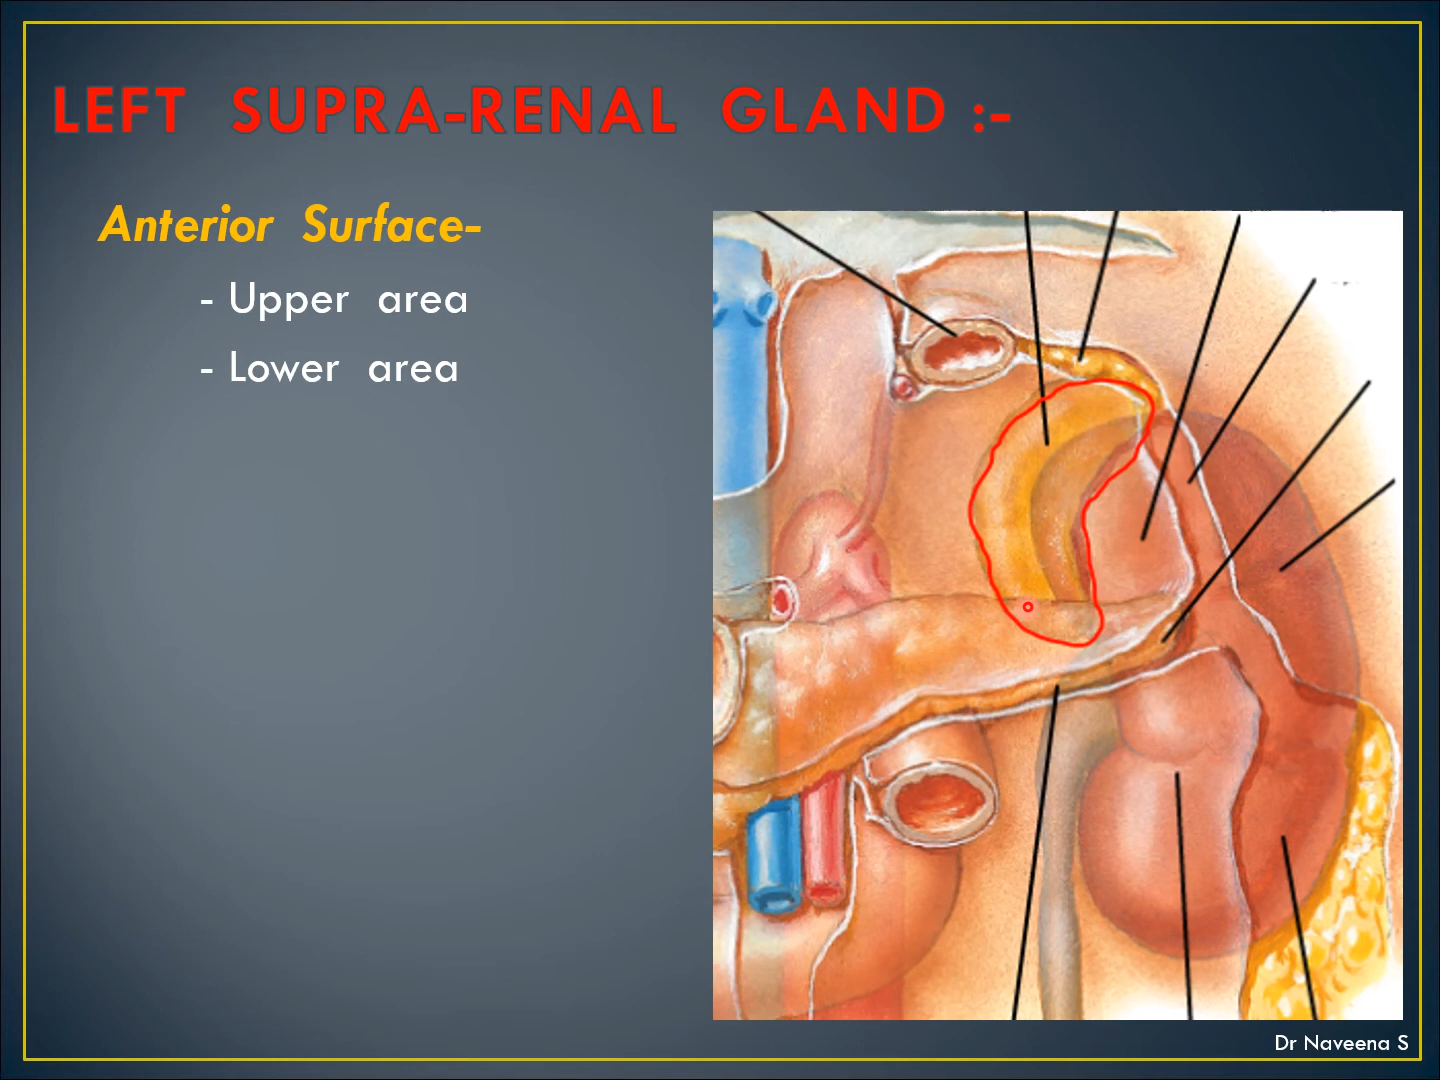 LEFT SUPRA-RENAL GLAND :-
Anterior Surface-
- Upper area
- Lower area
Dr Naveena S